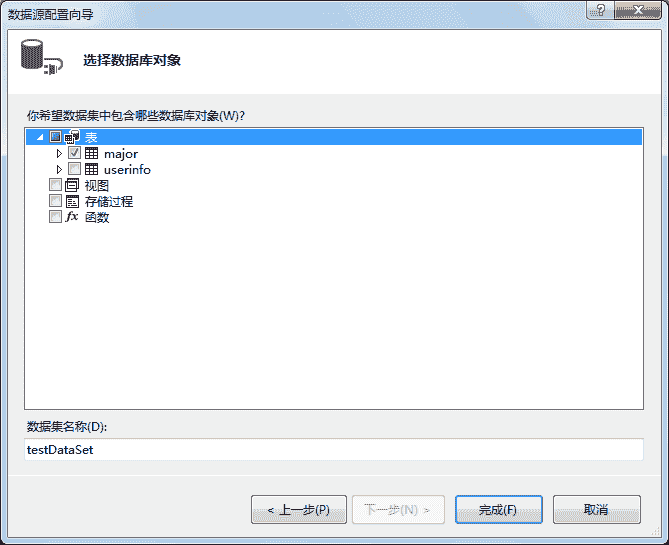 数据源配置向导
?
选择数据库对象
你希望数据集中包含哪些数据库对象(W)?
表
major
userinfo
视图
存储过程
fx 函数
数据集名称(D):
testDataSet
< 上一步(P) 下一步(N) > 完成(F) 取消